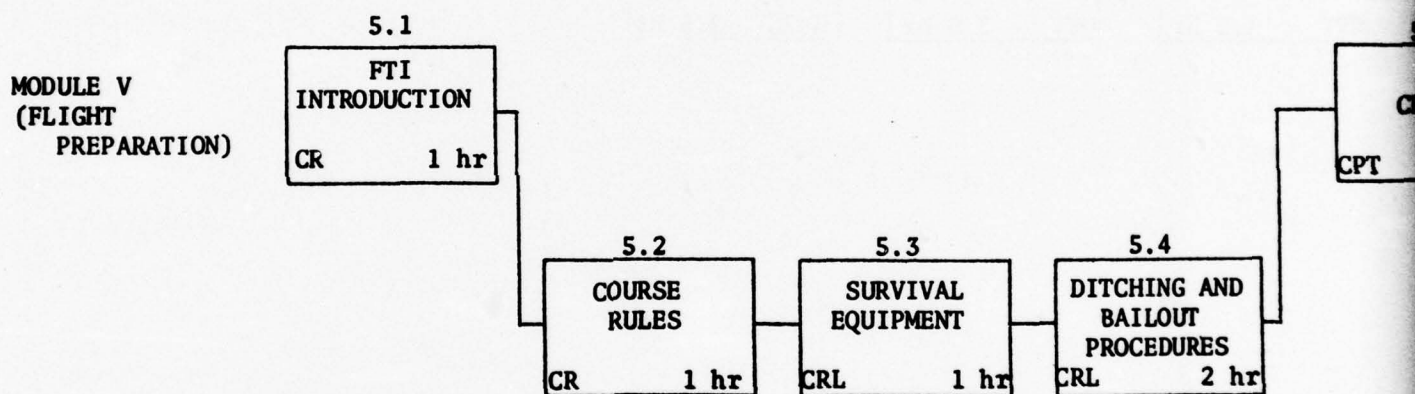 MODULE V
(FLIGHT
PREPARATION)
5.1
FTI
INTRODUCTION
CR 1 hr
5.2
COURSE
RULES
CR 1 hr
5.3
SURVIVAL
EQUIPMENT
CRL 1 hr
5.4
DITCHING AND
BAILOUT
PROCEDURES
CRL 2 hr
CPT